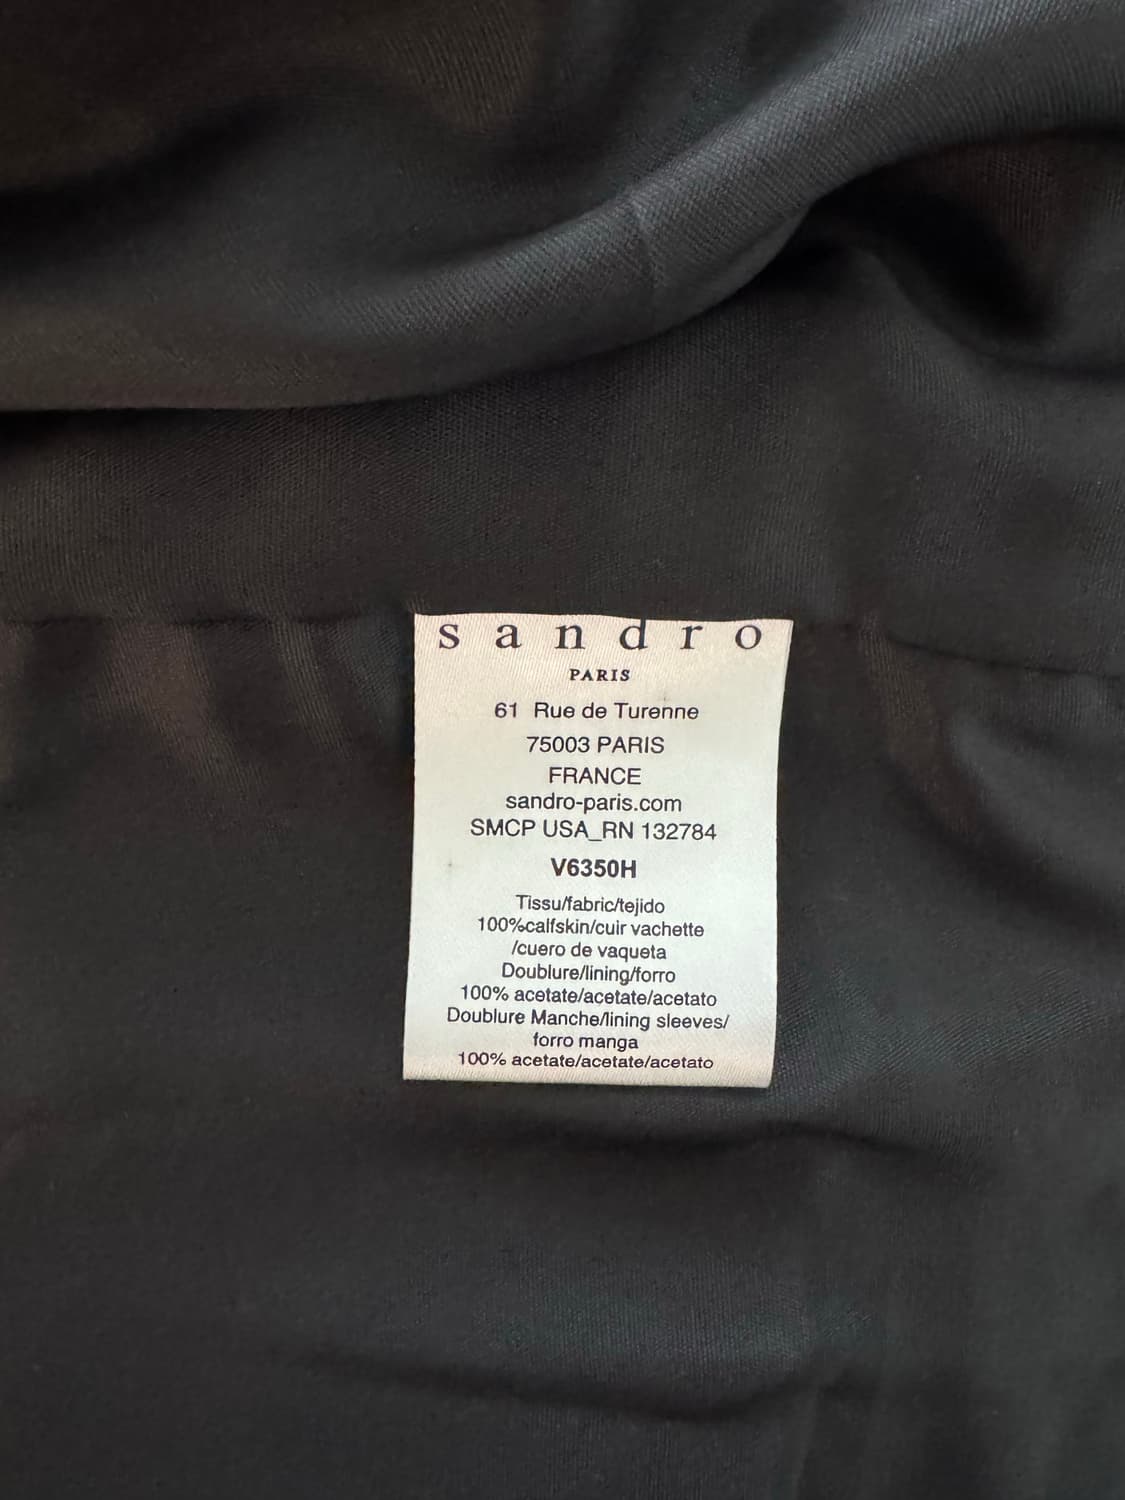 sandro
PARIS
61 Rue de Turenne
75003 PARIS
FRANCE
sandro-paris.com
SMCP USA_RN 132784
V6350H
Tissu/fabric/tejido
100%calfskin/cuir vachette
/cuero de vaqueta
Doublure/lining/forro
100% acetate/acetate/acetato
Doublure Manche/lining sleeves/
forro manga
100% acetate/acetate/acetato